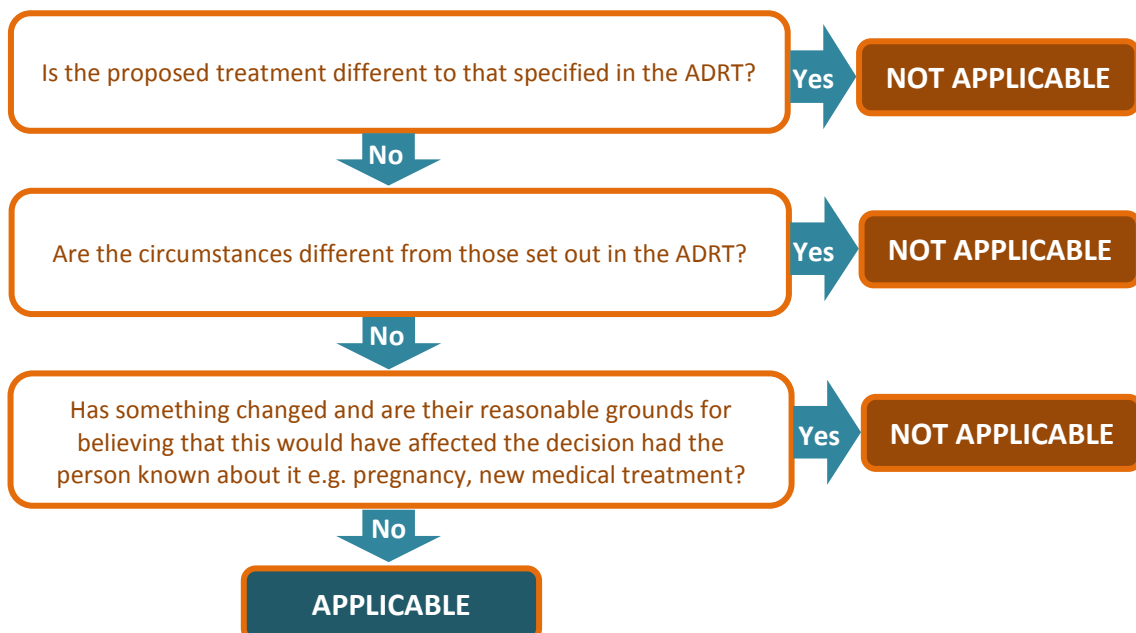 Is the proposed treatment different to that specified in the ADRT?
Yes
NOT APPLICABLE
No
Are the circumstances different from those set out in the ADRT?
Yes
NOT APPLICABLE
No
Has something changed and are their reasonable grounds for
believing that this would have affected the decision had the
person known about it e.g. pregnancy, new medical treatment?
Yes
NOT APPLICABLE
No
APPLICABLE